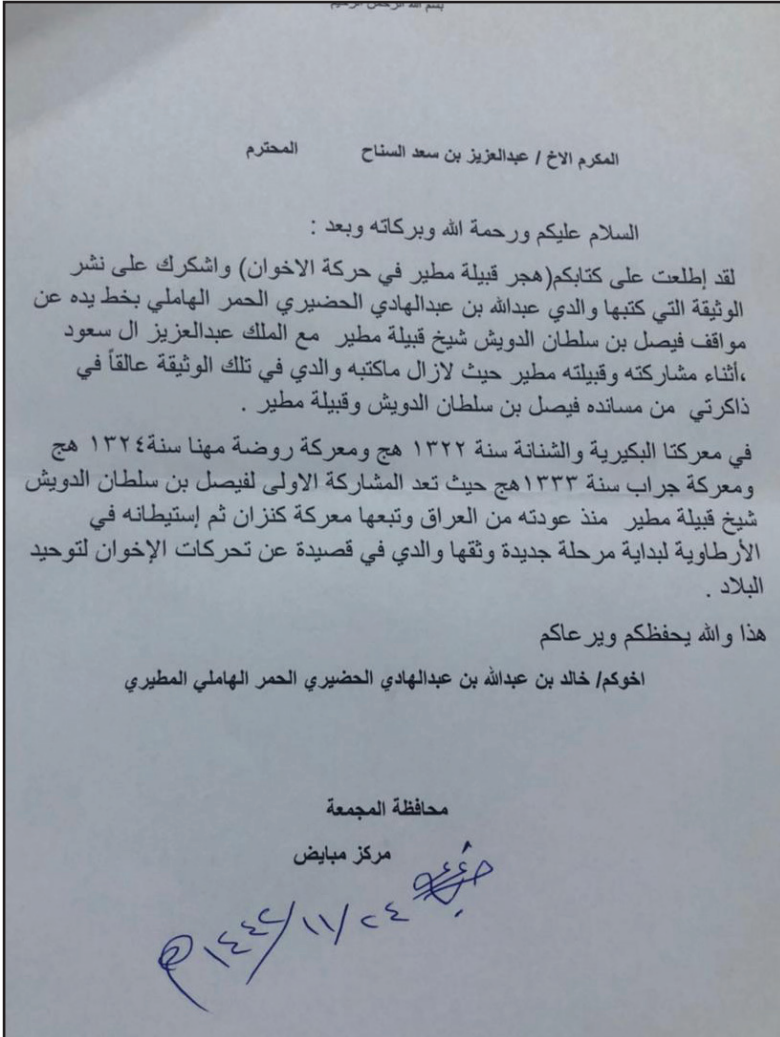 بسم الله الرحمن الرحيم
المكرم الاخ / عبدالعزيز بن سعد السناح المحترم
السلام عليكم ورحمة الله وبركاته وبعد :
لقد إطلعت على كتابكم(هجر قبيلة مطير في حركة الاخوان) واشكرك على نشر
الوثيقة التي كتبها والدي عبدالله بن عبدالهادي الحضيري الحمر الهاملي بخط يده عن
مواقف فيصل بن سلطان الدويش شيخ قبيلة مطير مع الملك عبدالعزيز ال سعود
،أثناء مشاركته وقبيلته مطير حيث لازال ماكتبه والدي في تلك الوثيقة عالقاً في
ذاكرتي من مسانده فيصل بن سلطان الدويش وقبيلة مطير .
في معركتا البكيرية والشنانة سنة ١٣٢٢ هج ومعركة روضة مهنا سنة١٣٢٤ هج
ومعركة جراب سنة ١٣٣٣هج حيث تعد المشاركة الاولى لفيصل بن سلطان الدويش
شيخ قبيلة مطير منذ عودته من العراق وتبعها معركة كنزان ثم إستيطانه في
الأرطاوية لبداية مرحلة جديدة وثقها والدي في قصيدة عن تحركات الإخوان لتوحيد
البلاد .
هذا والله يحفظكم ويرعاكم
اخوكم/ خالد بن عبدالله بن عبدالهادي الحضيري الحمر الهاملي المطيري
محافظة المجمعة
مركز مبايض
١٤٤٢/١١/٢٤ هـ